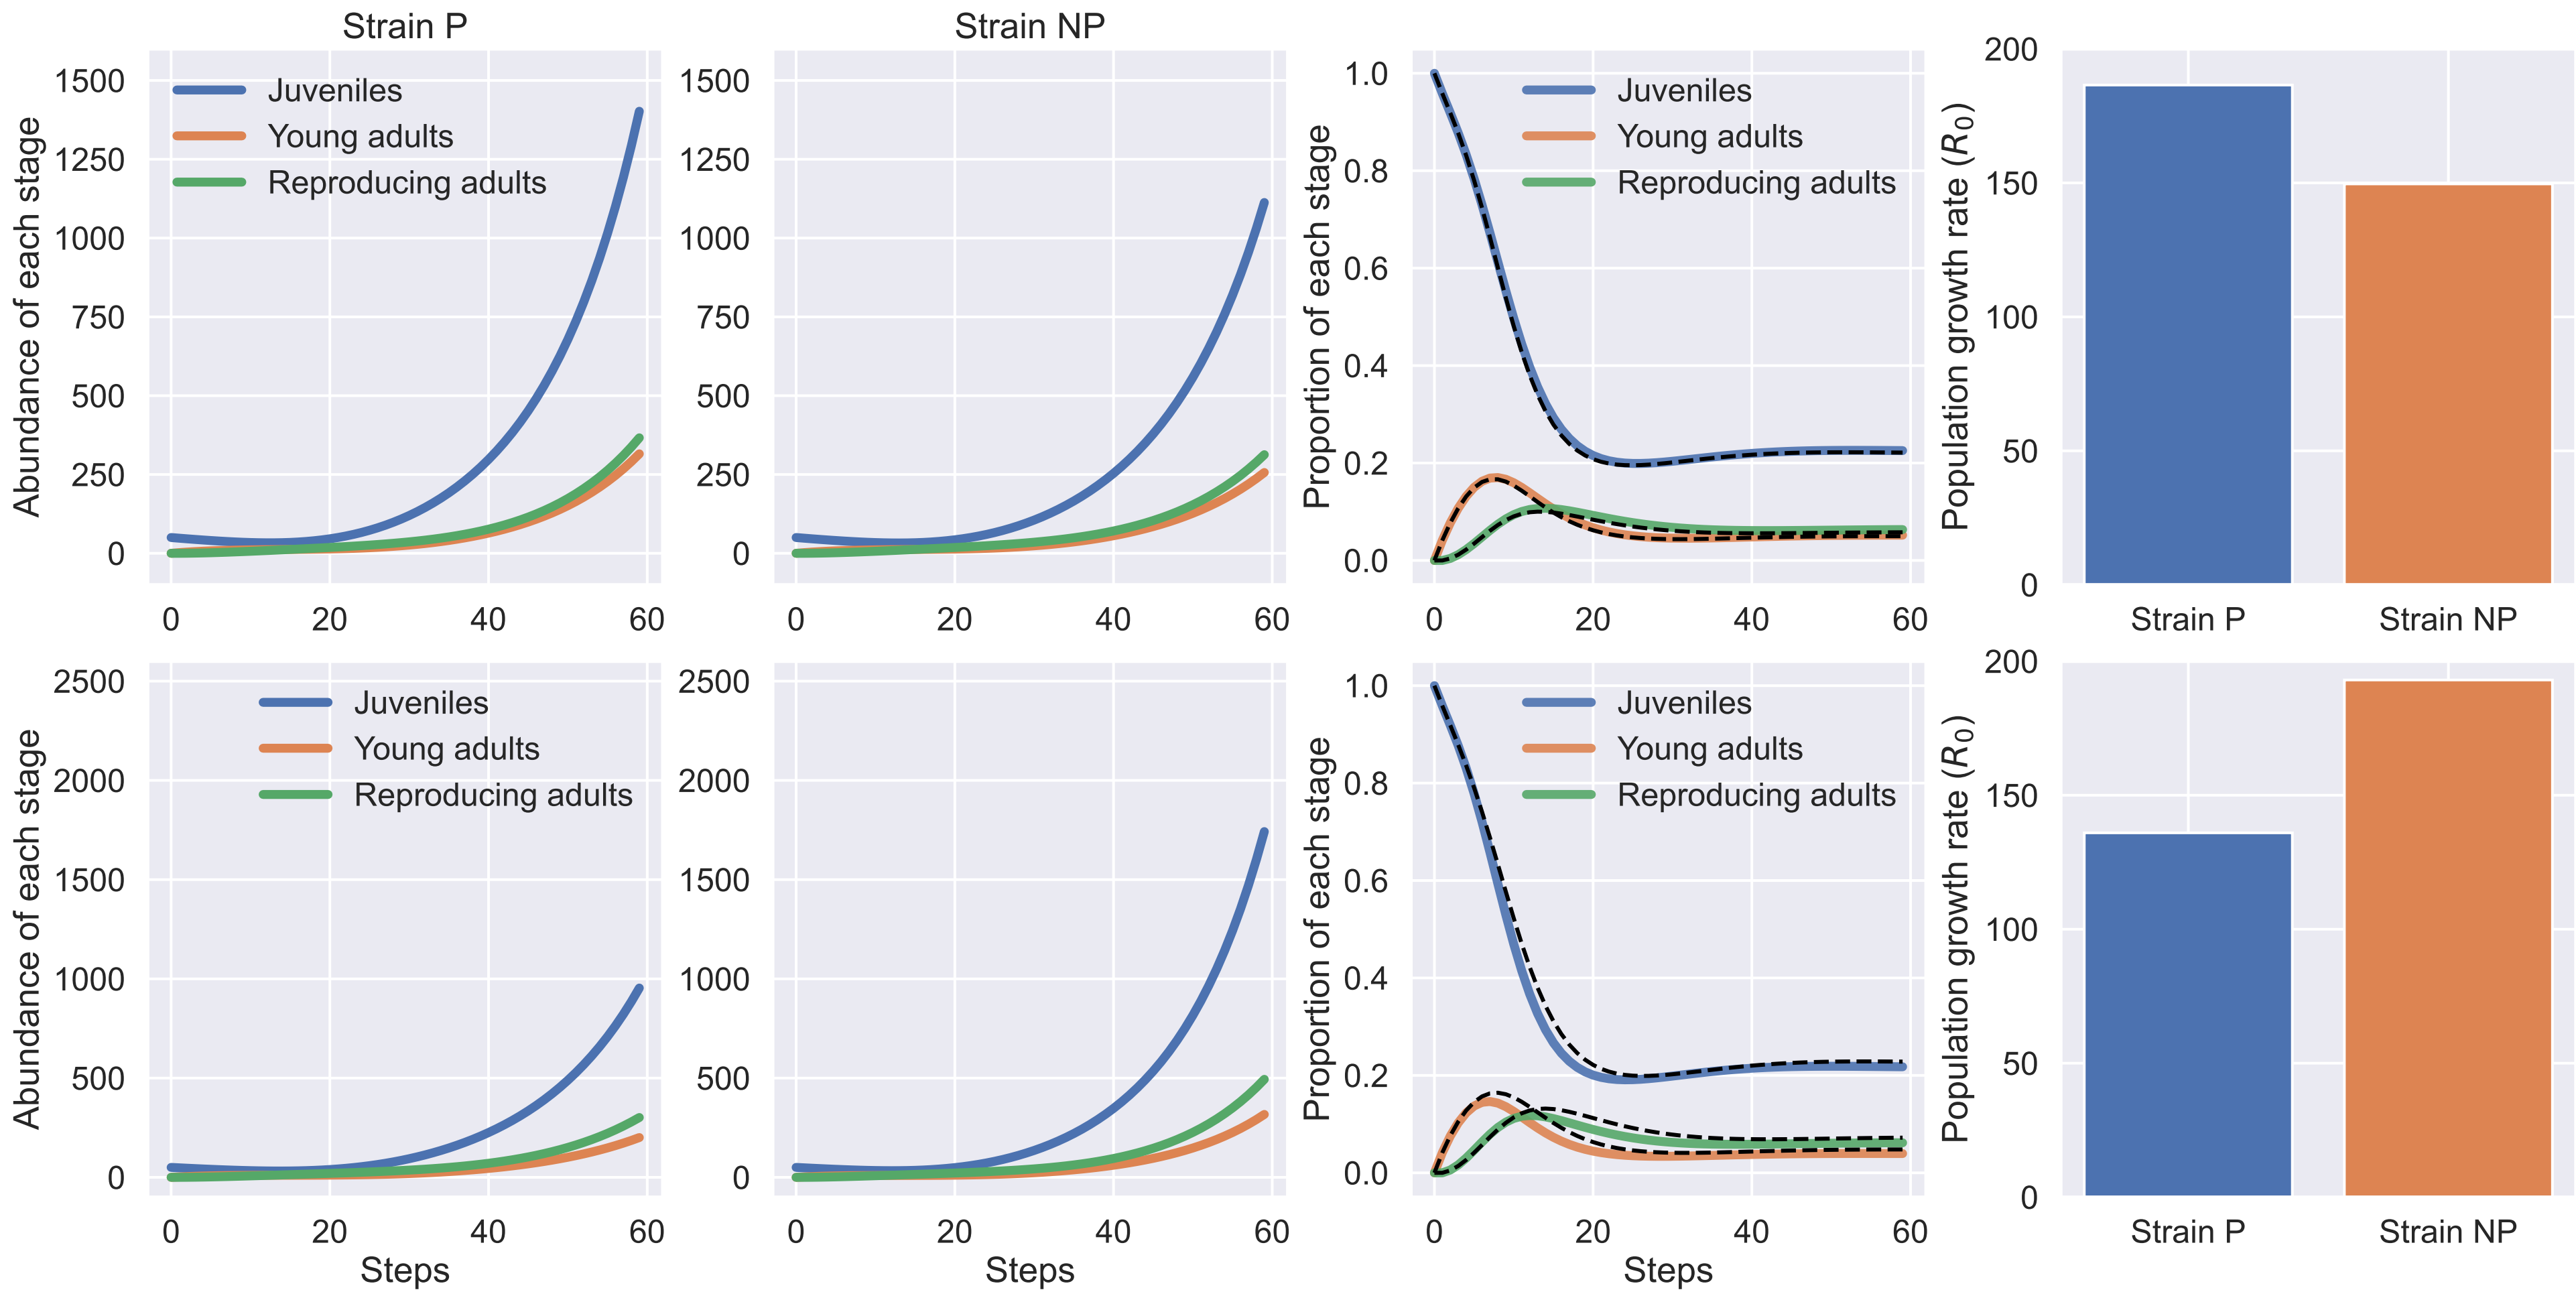 Strain P
Strain NP
Abundance of each stage
1500
1250
1000
750
500
250
0
0
20
40
60
Juveniles
Young adults
Reproducing adults
1500
1250
1000
750
500
250
0
0
20
40
60
Proportion of each stage
1.0
0.8
0.6
0.4
0.2
0.0
0
20
40
60
Juveniles
Young adults
Reproducing adults
Population growth rate (R0)
200
150
100
50
0
Strain P
Strain NP
Abundance of each stage
2500
2000
1500
1000
500
0
0
20
40
60
Steps
Juveniles
Young adults
Reproducing adults
2500
2000
1500
1000
500
0
0
20
40
60
Steps
Proportion of each stage
1.0
0.8
0.6
0.4
0.2
0.0
0
20
40
60
Steps
Juveniles
Young adults
Reproducing adults
Population growth rate (R0)
200
150
100
50
0
Strain P
Strain NP